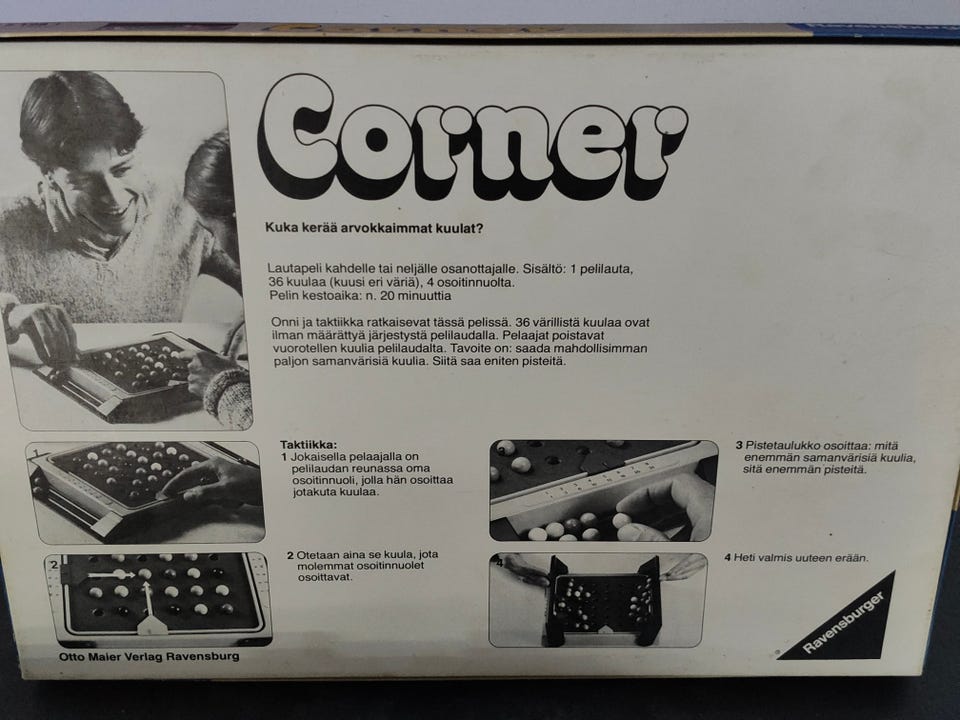 Corner
Ravensburg
Corner
Kuka kerää arvokkaimmat kuulat?
Lautapeli kahdelle tai neljälle osanottajalle. Sisältö: 1 pelilauta,
36 kuulaa (kuusi eri väriä), 4 osoitinnuolta.
Pelin kestoaika: n. 20 minuuttia
Onni ja taktiikka ratkaisevat tässä pelissä. 36 värillistä kuulaa ovat
ilman määrättyä järjestystä pelilaudalla. Pelaajat poistavat
vuorotellen kuulia pelilaudalta. Tavoite on: saada mahdollisimman
paljon samanvärisiä kuulia. Siitä saa eniten pisteitä.
1
Taktiikka:
1 Jokaisella pelaajalla on
pelilaudan reunassa oma
osoitinnuoli, jolla hän osoittaa
jotakuta kuulaa.
2
2 Otetaan aina se kuula, jota
molemmat osoitinnuolet
osoittavat.
3 Pistetaulukko osoittaa: mitä
enemmän samanvärisiä kuulia,
sitä enemmän pisteitä.
4
4 Heti valmis uuteen erään.
Otto Maier Verlag Ravensburg
Ravensburger